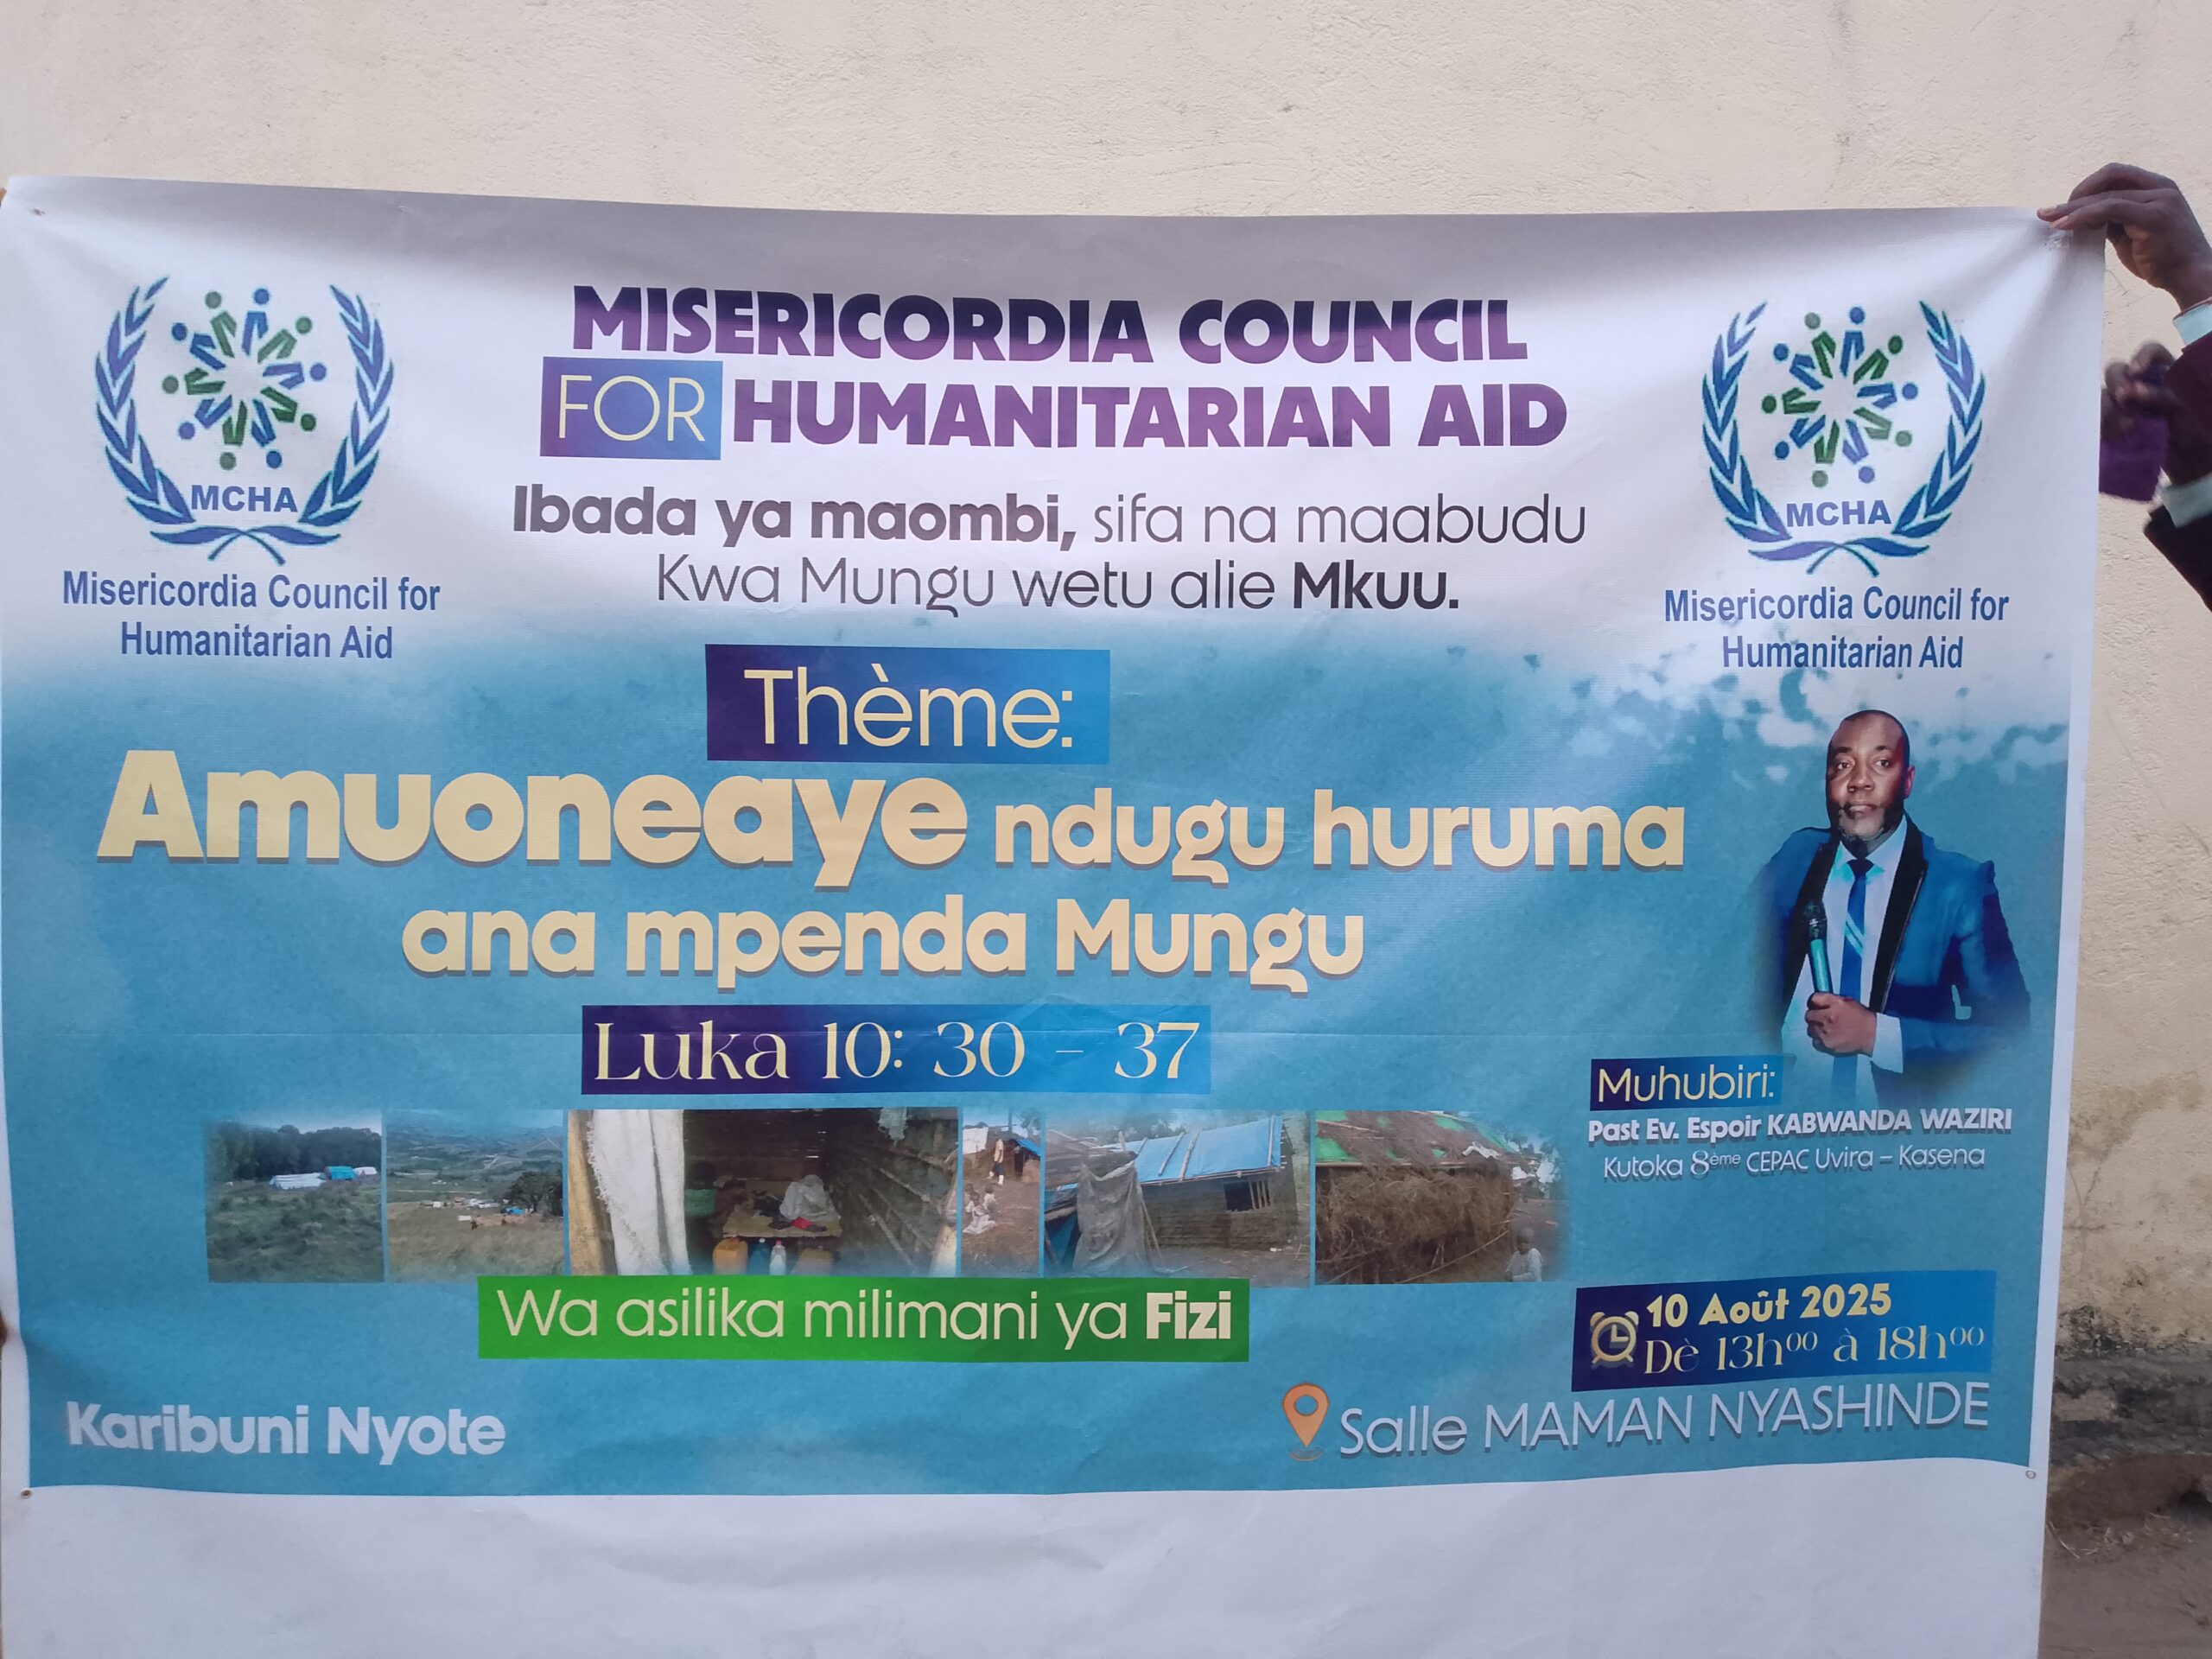 MISERICORDIA COUNCIL
FOR HUMANITARIAN AID
MCHA
Misericordia Council for
Humanitarian Aid
MCHA
Misericordia Council for
Humanitarian Aid
Ibada ya maombi, sifa na maabudu
Kwa Mungu wetu alie Mkuu.
Thème:
Amuoneaye ndugu huruma
ana mpenda Mungu
Luka 10: 30 - 37
Muhubiri:
Past Ev. Espoir KABWANDA WAZIRI
Kutoka 8ème CEPAC Uvira – Kasena
Wa asilika milimani ya Fizi
10 Août 2025
Dè 13h00 à 18h00
Salle MAMAN NYASHINDE
Karibuni Nyote